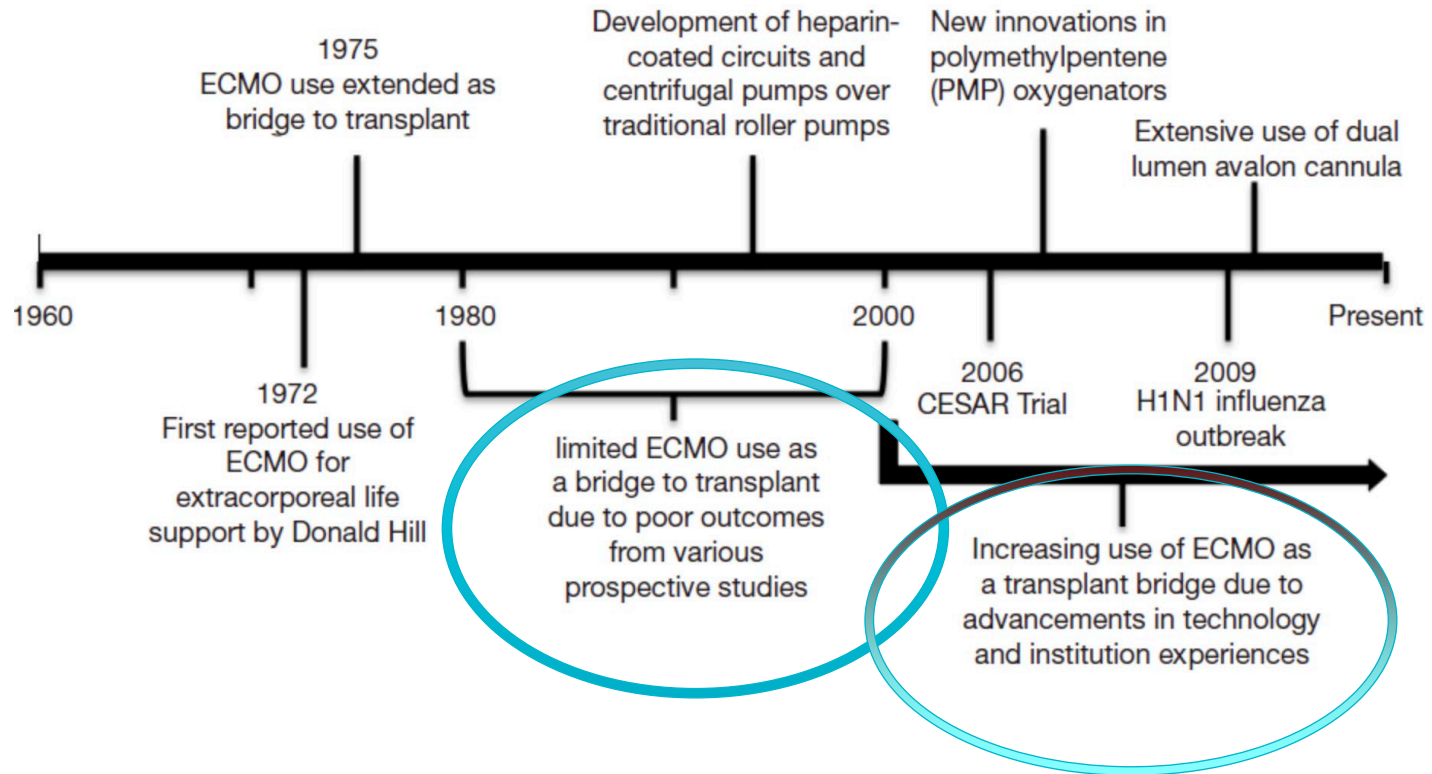 1975
ECMO use extended as
bridge to transplant
Development of heparin-
coated circuits and
centrifugal pumps over
traditional roller pumps
New innovations in
polymethylpentene
(PMP) oxygenators
Extensive use of dual
lumen avalon cannula
1960
1980
2000
Present
1972
First reported use of
ECMO for
extracorporeal life
support by Donald Hill
limited ECMO use as
a bridge to transplant
due to poor outcomes
from various
prospective studies
2006
CESAR Trial
2009
H1N1 influenza
outbreak
Increasing use of ECMO as
a transplant bridge due to
advancements in technology
and institution experiences